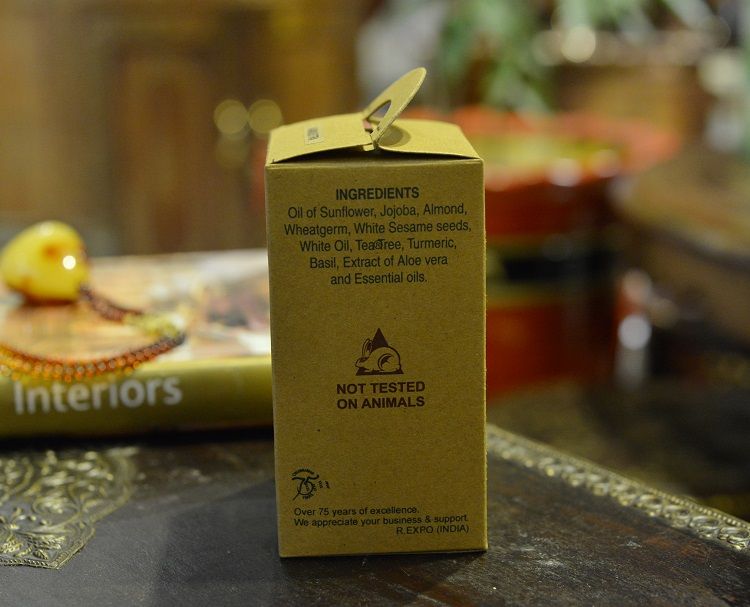 INGREDIENTS
Oil of Sunflower, Jojoba, Almond,
Wheatgerm, White Sesame seeds,
White Oil, Tea Tree, Turmeric,
Basil, Extract of Aloe vera
and Essential oils.
NOT TESTED
ON ANIMALS
Over 75 years of excellence.
We appreciate your business & support.
R.EXPO (INDIA)
Interiors